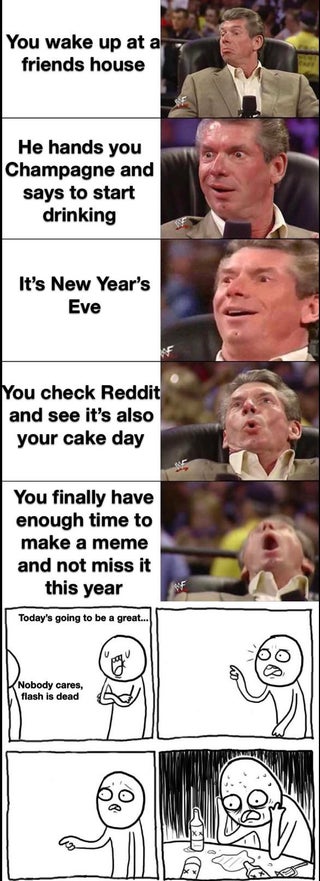 You wake up at a
friends house
He hands you
Champagne and
says to start
drinking
It's New Year's
Eve
You check Reddit
and see it's also
your cake day
You finally have
enough time to
make a meme
and not miss it
this year
Today's going to be a great...
Nobody cares,
flash is dead
xx
xx